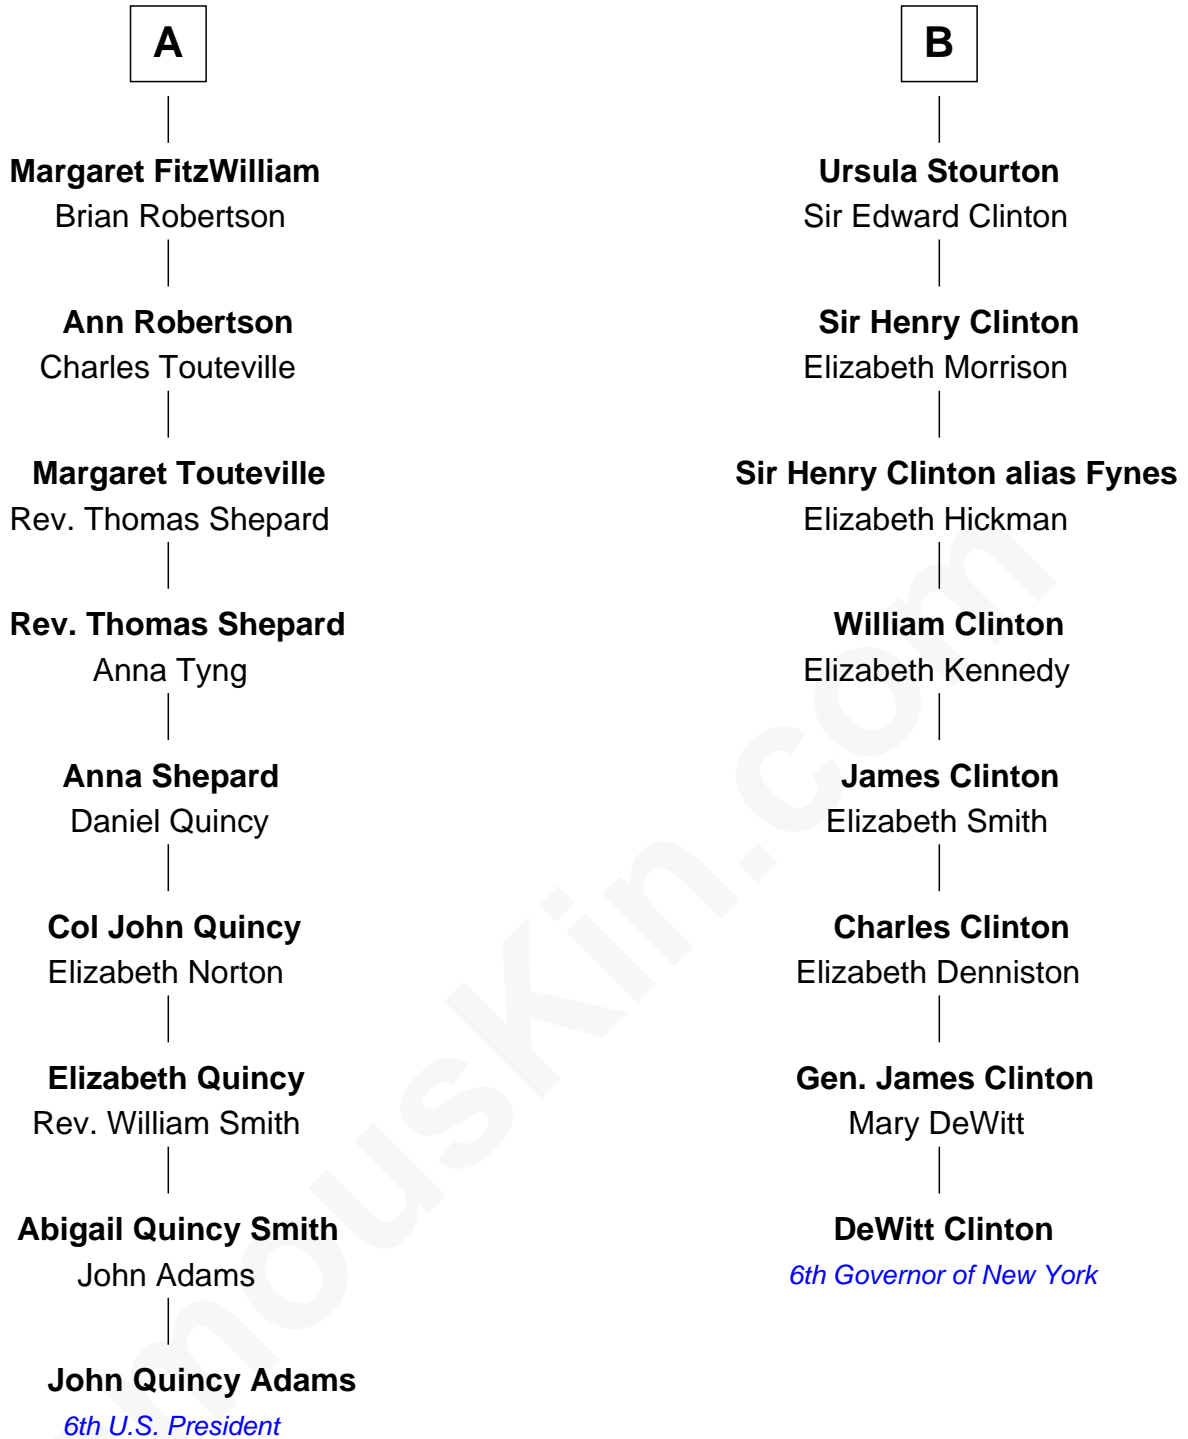 A
Margaret FitzWilliam
Brian Robertson
Ann Robertson
Charles Touteville
Margaret Touteville
Rev. Thomas Shepard
Rev. Thomas Shepard
Anna Tyng
Anna Shepard
Daniel Quincy
Col John Quincy
Elizabeth Norton
Elizabeth Quincy
Rev. William Smith
Abigail Quincy Smith
John Adams
John Quincy Adams
6th U.S. President
B
Ursula Stourton
Sir Edward Clinton
Sir Henry Clinton
Elizabeth Morrison
Sir Henry Clinton alias Fynes
Elizabeth Hickman
William Clinton
Elizabeth Kennedy
James Clinton
Elizabeth Smith
Charles Clinton
Elizabeth Denniston
Gen. James Clinton
Mary DeWitt
DeWitt Clinton
6th Governor of New York
mousKin.com